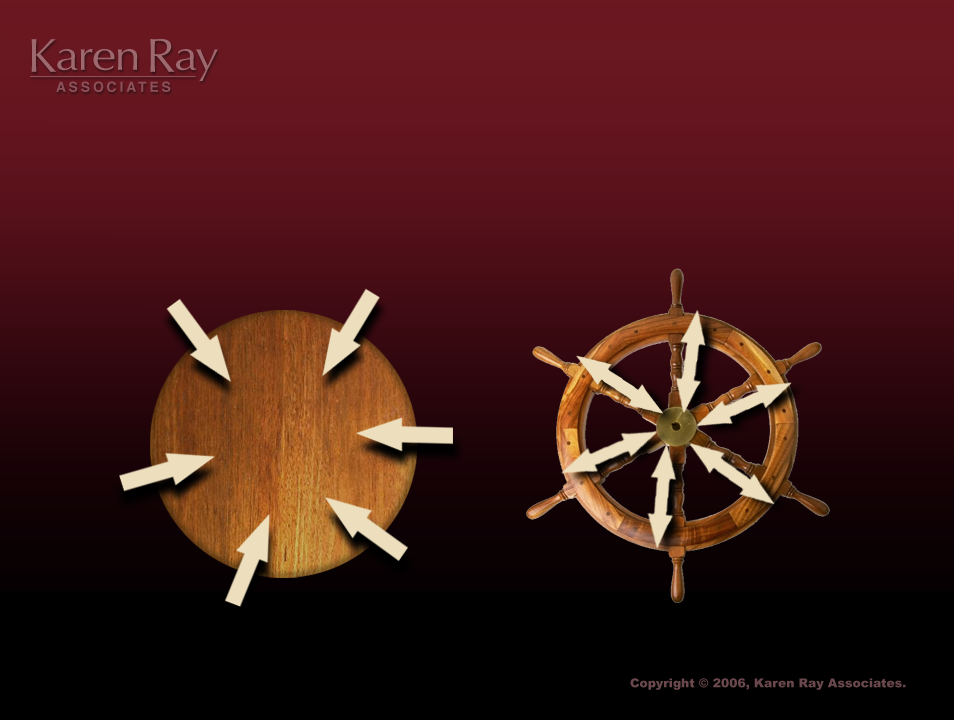 Karen Ray
ASSOCIATES
Copyright © 2006, Karen Ray Associates.